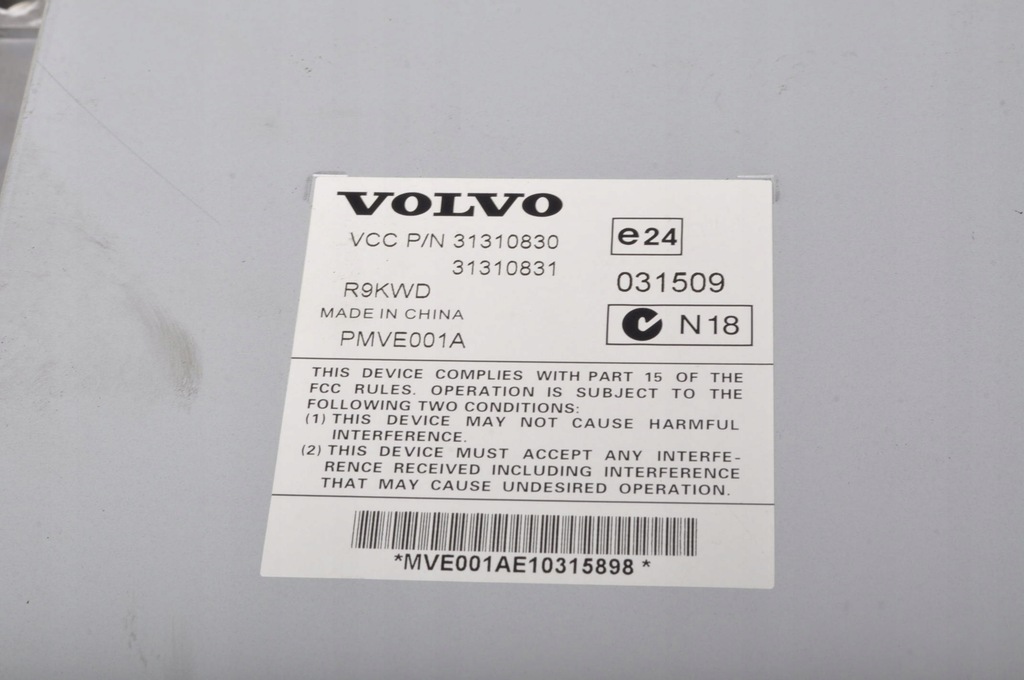 VOLVO
VCC P/N 31310830
31310831
R9KWD
MADE IN CHINA
PMVE001A
e24
031509
N18
THIS DEVICE COMPLIES WITH PART 15 OF THE
FCC RULES. OPERATION IS SUBJECT TO THE
FOLLOWING TWO CONDITIONS:
(1) THIS DEVICE MAY NOT CAUSE HARMFUL
INTERFERENCE.
(2) THIS DEVICE MUST ACCEPT ANY INTERFE-
RENCE RECEIVED INCLUDING INTERFERENCE
THAT MAY CAUSE UNDESIRED OPERATION.
*MVE001AE10315898 *